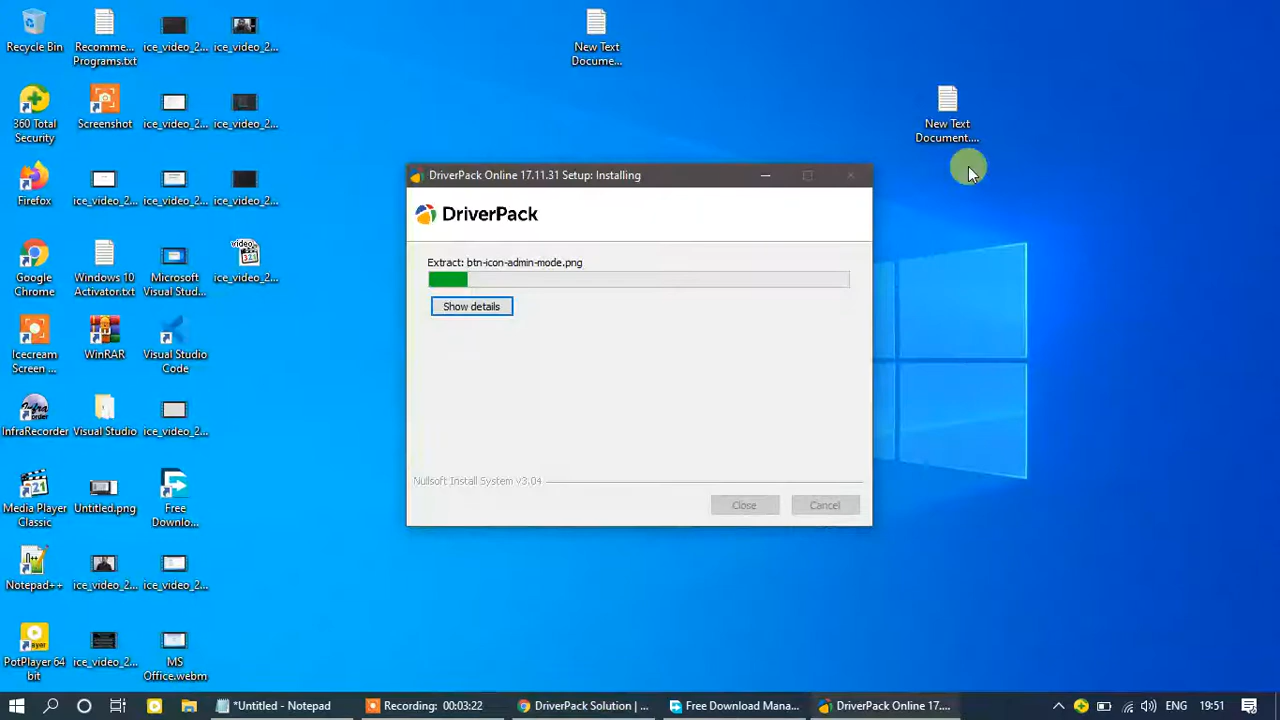 Recycle Bin
Recomme...
Programs.txt
ice_video_2...
ice_video_2...
New Text
Docume...
360 Total
Security
Screenshot
ice_video_2...
ice_video_2...
New Text
Document....
Firefox
ice_video_2...
ice_video_2...
ice_video_2...
Google
Chrome
Windows 10
Activator.txt
Microsoft
Visual Stud...
video
321
ice_video_2...
Icecream
Screen ...
WinRAR
Visual Studio
Code
InfraRecorder
Visual Studio
ice_video_2...
Media Player
Classic
Untitled.png
Free
Downlo...
Notepad++
ice_video_2...
ice_video_2...
PotPlayer 64
bit
ice_video_2...
MS
Office.webm
DriverPack Online 17.11.31 Setup: Installing
DriverPack
Extract: btn-icon-admin-mode.png
Show details
Nullsoft Install System v3.04
Close
Cancel
*Untitled - Notepad
Recording: 00:03:22
DriverPack Solution | ...
Free Download Mana...
DriverPack Online 17....
ENG
19:51